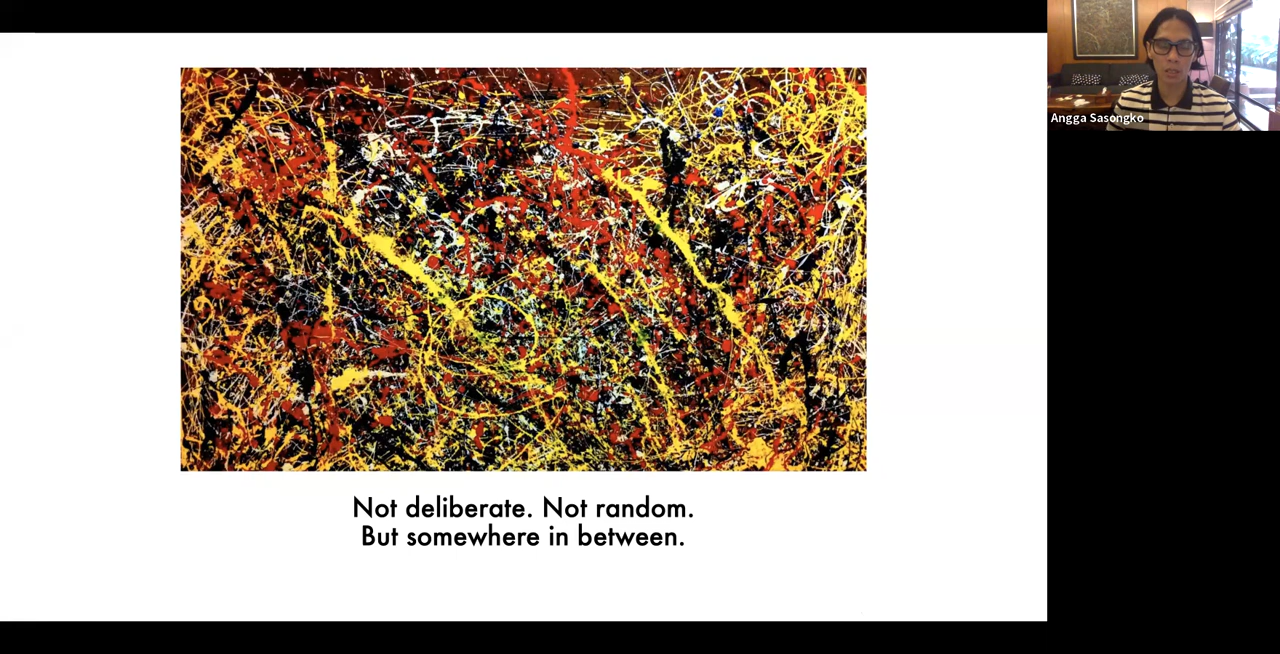 Not deliberate. Not random.
But somewhere in between.
Angga Sasongko